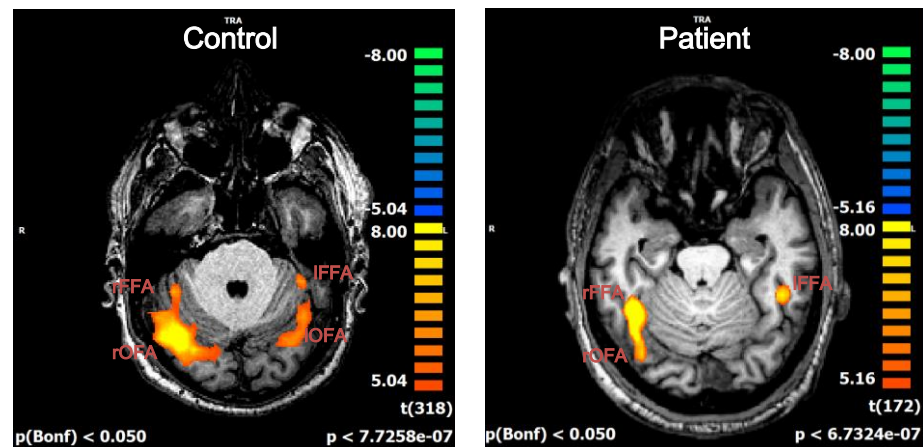 TRA
Control
-8.00
-5.04
8.00
R
L
rFFA
lFFA
rOFA
lOFA
5.04
t(318)
p(Bonf) < 0.050
p < 7.7258e-07
TRA
Patient
-8.00
-5.16
8.00
R
L
rFFA
lFFA
rOFA
5.16
t(172)
p(Bonf) < 0.050
p < 6.7324e-07